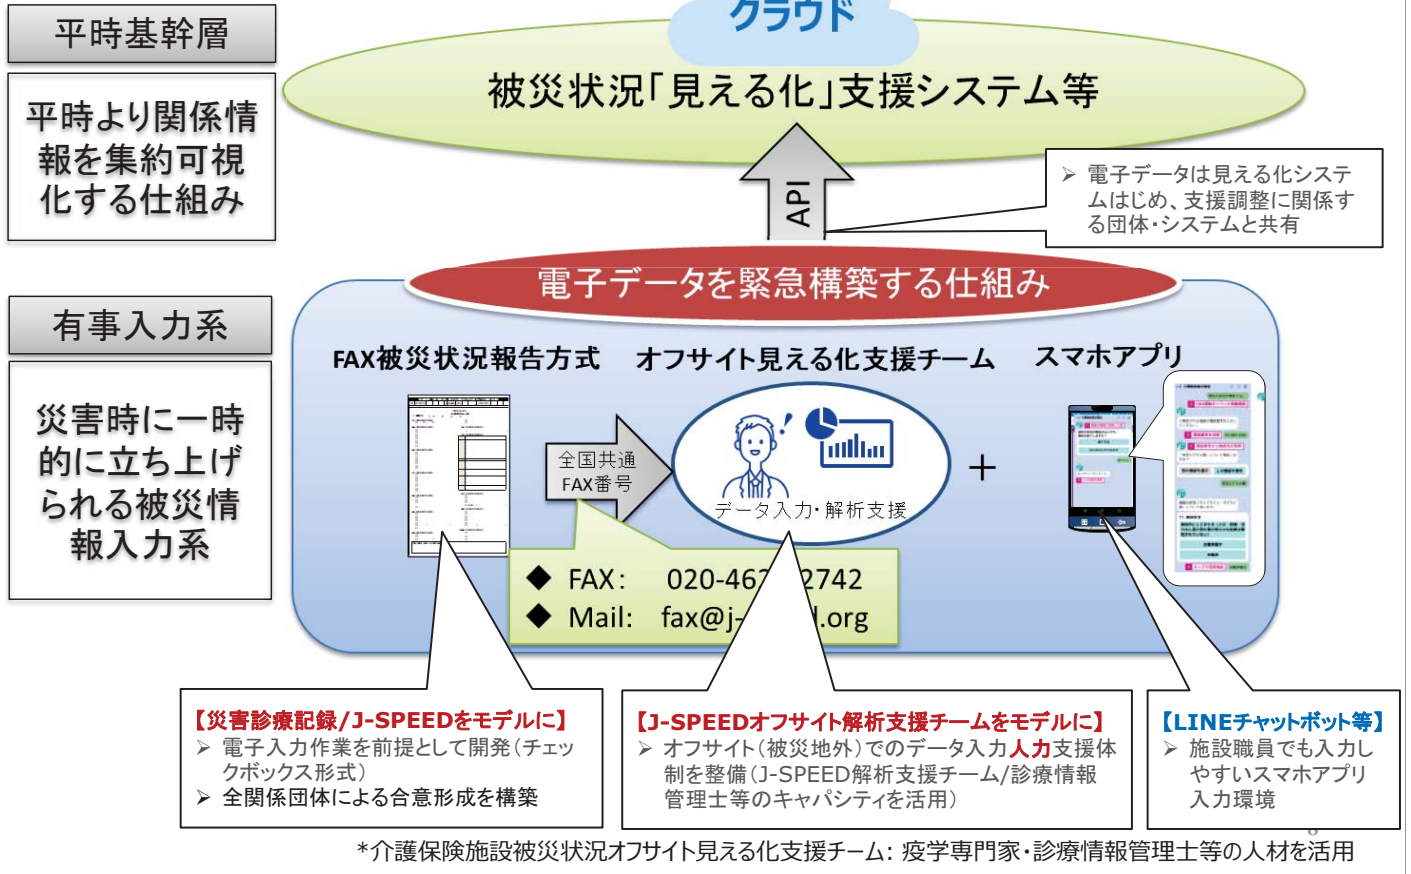 クラウド
平時基幹層
平時より関係情
報を集約可視
化する仕組み
被災状況「見える化」支援システム等
API
➢ 電子データは見える化システ
ムはじめ、支援調整に関係す
る団体・システムと共有
電子データを緊急構築する仕組み
有事入力系
災害時に一時
的に立ち上げ
られる被災情
報入力系
FAX被災状況報告方式
オフサイト見える化支援チーム
スマホアプリ
全国共通
FAX番号
データ入力・解析支援
+
◆ FAX: 020-46 2742
◆ Mail: fax@j- .org
【災害診療記録/J-SPEEDをモデルに】
➢ 電子入力作業を前提として開発(チェッ
クボックス形式)
➢ 全関係団体による合意形成を構築
【J-SPEEDオフサイト解析支援チームをモデルに】
➢ オフサイト(被災地外)でのデータ入力人力支援体
制を整備(J-SPEED解析支援チーム/診療情報
管理士等のキャパシティを活用)
【LINEチャットボット等】
➢ 施設職員でも入力し
やすいスマホアプリ
入力環境
*介護保険施設被災状況オフサイト見える化支援チーム: 疫学専門家・診療情報管理士等の人材を活用